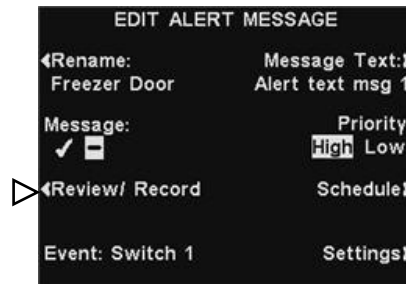 EDIT ALERT MESSAGE
Rename: Message Text:
Freezer Door Alert text msg 1
Message: Priority
✓ – High Low
Review/ Record Schedule
Event: Switch 1 Settings